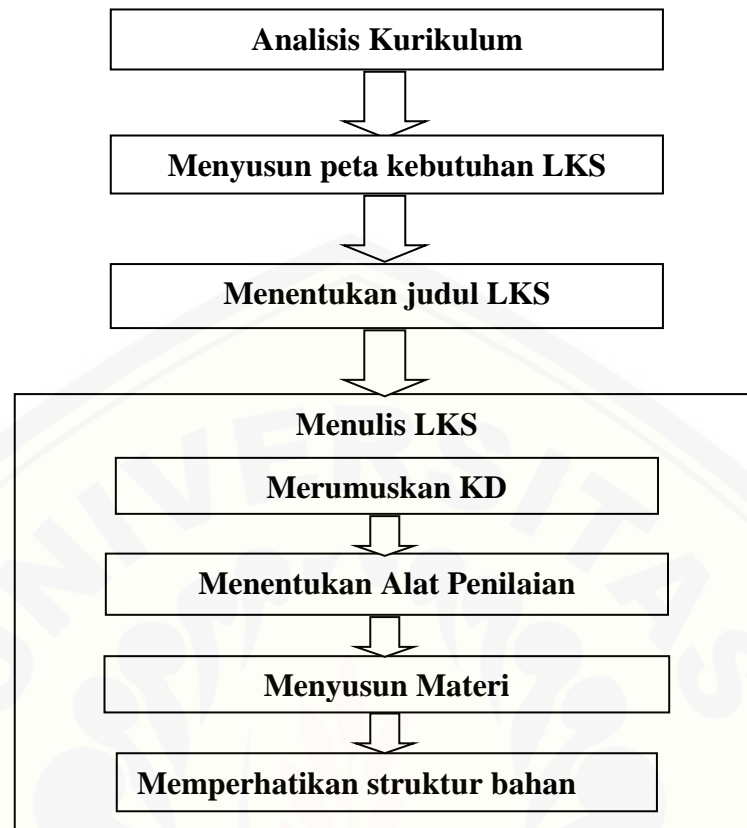 Analisis Kurikulum
Menyusun peta kebutuhan LKS
Menentukan judul LKS
Menulis LKS
Merumuskan KD
Menentukan Alat Penilaian
Menyusun Materi
Memperhatikan struktur bahan
UNIVERSITAS